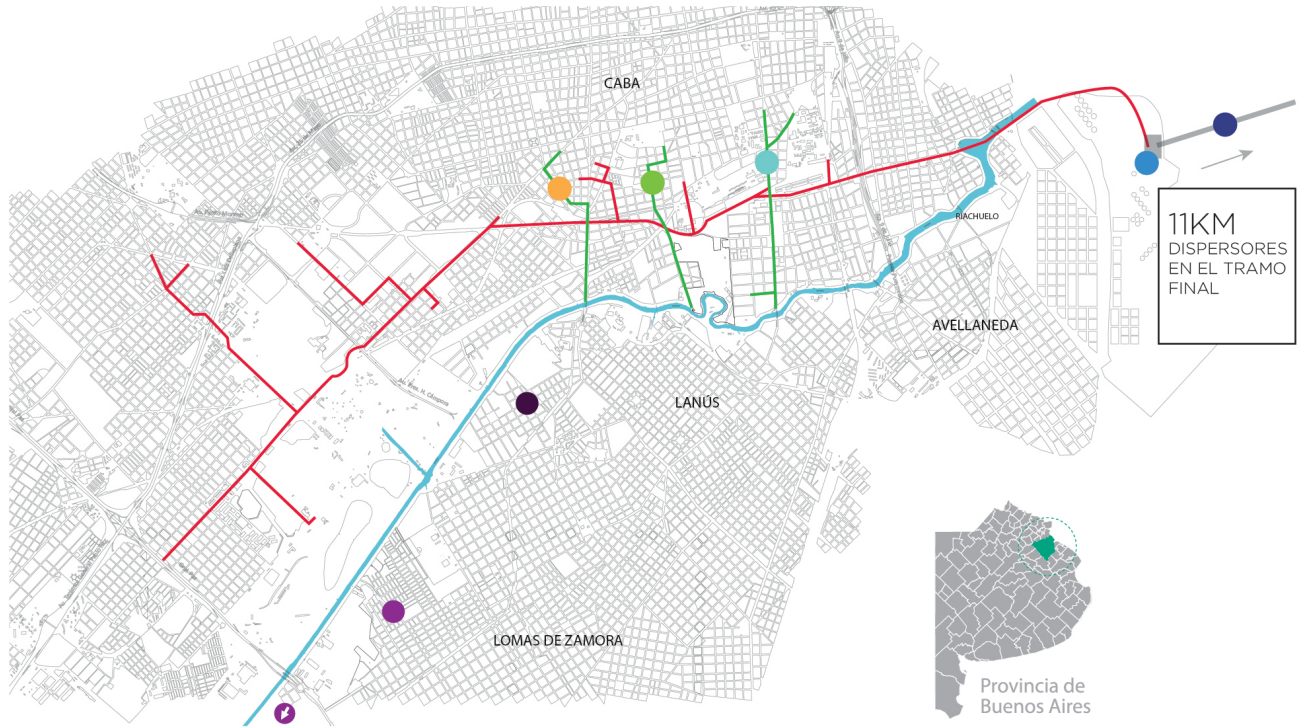 CABA
RIACHUELO
11KM
DISPERSORES
EN EL TRAMO
FINAL
AVELLANEDA
LANÚS
LOMAS DE ZAMORA
Provincia de
Buenos Aires